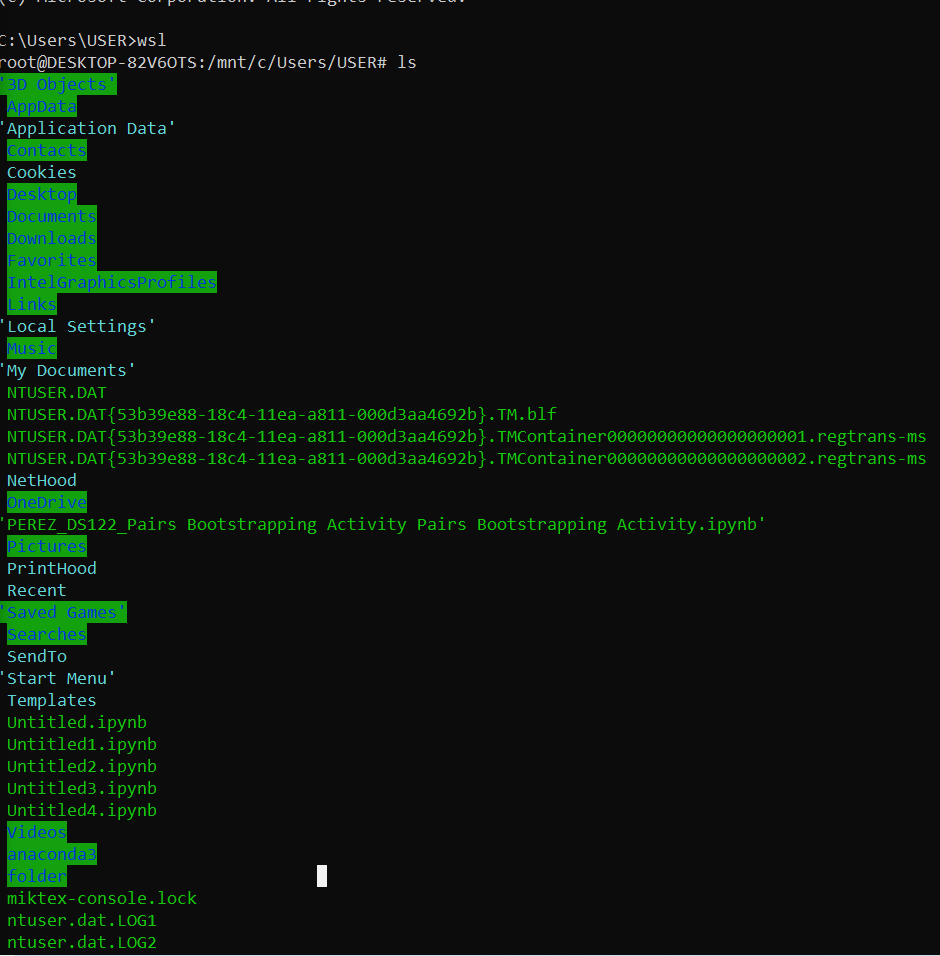 (c) Microsoft Corporation. All rights reserved.
C:\Users\USER>wsl
root@DESKTOP-82V6OTS:/mnt/c/Users/USER# ls
'3D Objects'
AppData
'Application Data'
Contacts
Cookies
Desktop
Documents
Downloads
Favorites
IntelGraphicsProfiles
Links
'Local Settings'
Music
'My Documents'
NTUSER.DAT
NTUSER.DAT{53b39e88-18c4-11ea-a811-000d3aa4692b}.TM.blf
NTUSER.DAT{53b39e88-18c4-11ea-a811-000d3aa4692b}.TMContainer00000000000000000001.regtrans-ms
NTUSER.DAT{53b39e88-18c4-11ea-a811-000d3aa4692b}.TMContainer00000000000000000002.regtrans-ms
NetHood
OneDrive
'PEREZ_DS122_Pairs Bootstrapping Activity Pairs Bootstrapping Activity.ipynb'
Pictures
PrintHood
Recent
'Saved Games'
Searches
SendTo
'Start Menu'
Templates
Untitled.ipynb
Untitled1.ipynb
Untitled2.ipynb
Untitled3.ipynb
Untitled4.ipynb
Videos
anaconda3
folder
miktex-console.lock
ntuser.dat.LOG1
ntuser.dat.LOG2